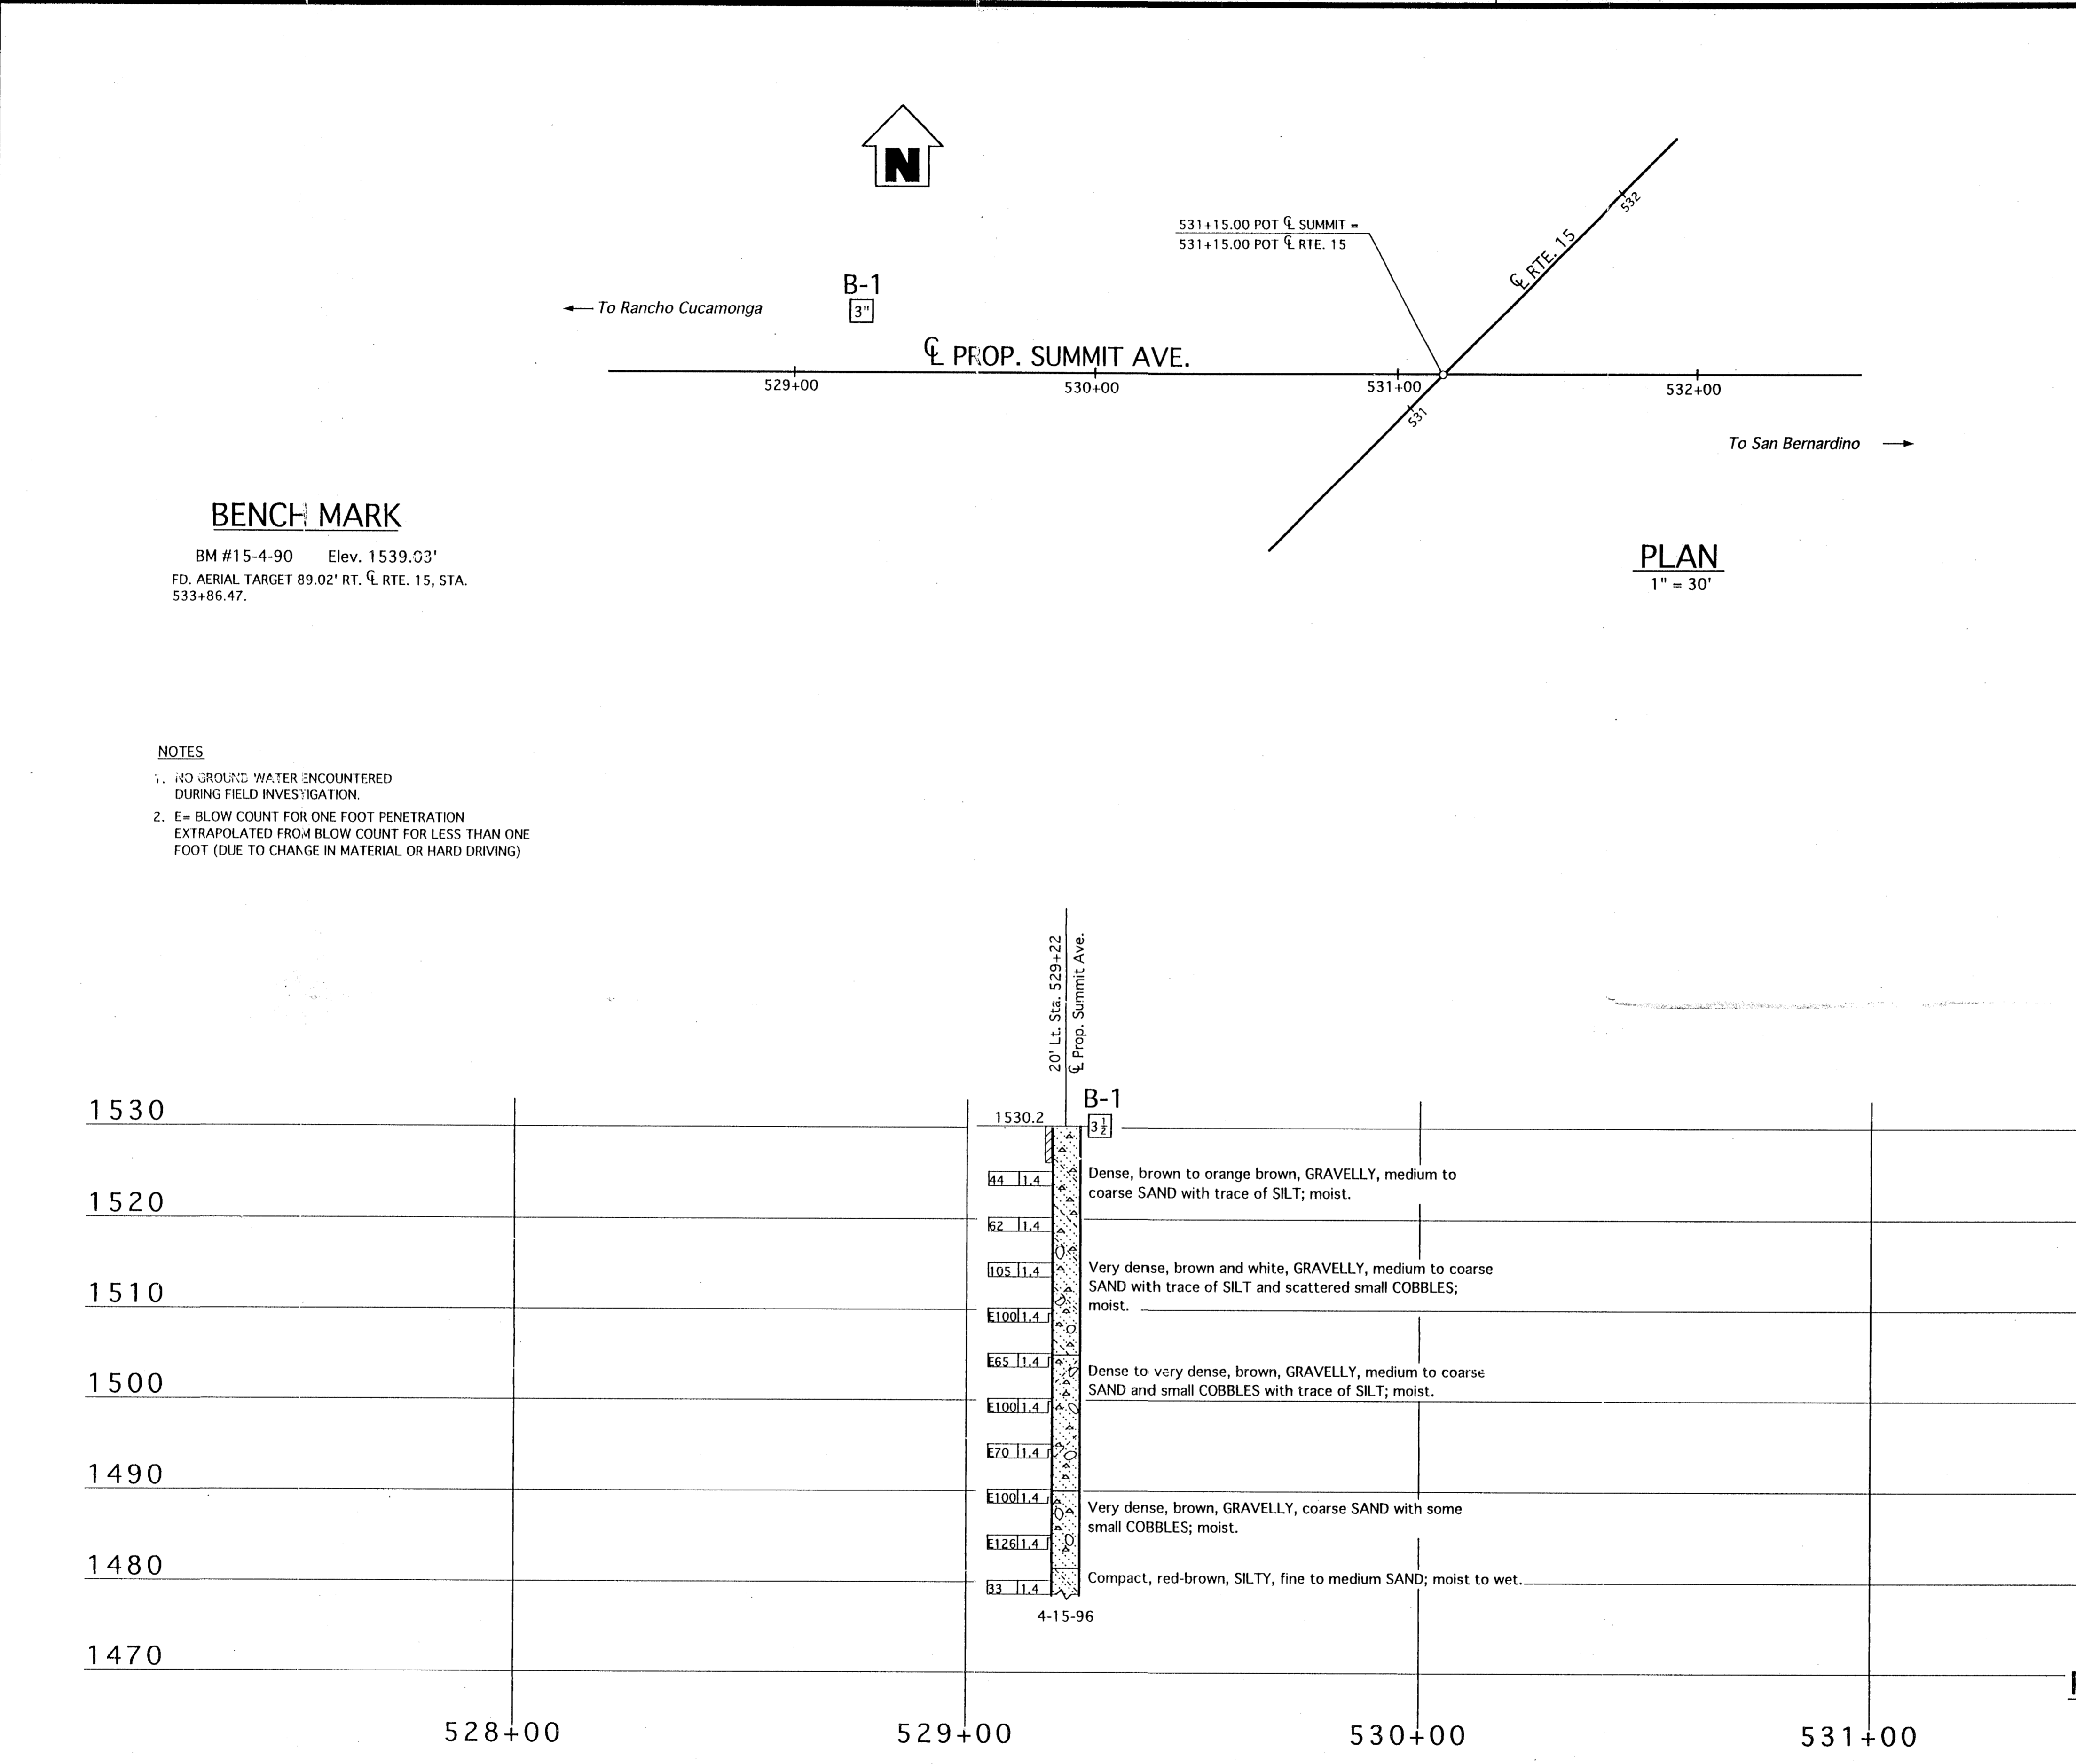 N
531+15.00 POT ℄ SUMMIT =
531+15.00 POT ℄ RTE. 15
532
℄ RTE. 15
B-1
3"
← To Rancho Cucamonga
℄ PROP. SUMMIT AVE.
529+00
530+00
531+00
532+00
531
To San Bernardino →
BENCH MARK
BM #15-4-90 Elev. 1539.03'
FD. AERIAL TARGET 89.02' RT. ℄ RTE. 15, STA.
533+86.47.
PLAN
1" = 30'
NOTES
1. NO GROUND WATER ENCOUNTERED
DURING FIELD INVESTIGATION.
2. E= BLOW COUNT FOR ONE FOOT PENETRATION
EXTRAPOLATED FROM BLOW COUNT FOR LESS THAN ONE
FOOT (DUE TO CHANGE IN MATERIAL OR HARD DRIVING)
20' Lt. Sta. 529+22
℄ Prop. Summit Ave.
B-1
3 1/2
1530.2
1530
44 1.4
Dense, brown to orange brown, GRAVELLY, medium to
coarse SAND with trace of SILT; moist.
1520
62 1.4
105 1.4
Very dense, brown and white, GRAVELLY, medium to coarse
SAND with trace of SILT and scattered small COBBLES;
moist.
1510
E100 1.4
E65 1.4
Dense to very dense, brown, GRAVELLY, medium to coarse
SAND and small COBBLES with trace of SILT; moist.
1500
E100 1.4
E70 1.4
1490
E100 1.4
Very dense, brown, GRAVELLY, coarse SAND with some
small COBBLES; moist.
E126 1.4
1480
Compact, red-brown, SILTY, fine to medium SAND; moist to wet.
33 1.4
4-15-96
1470
528+00
529+00
530+00
531+00